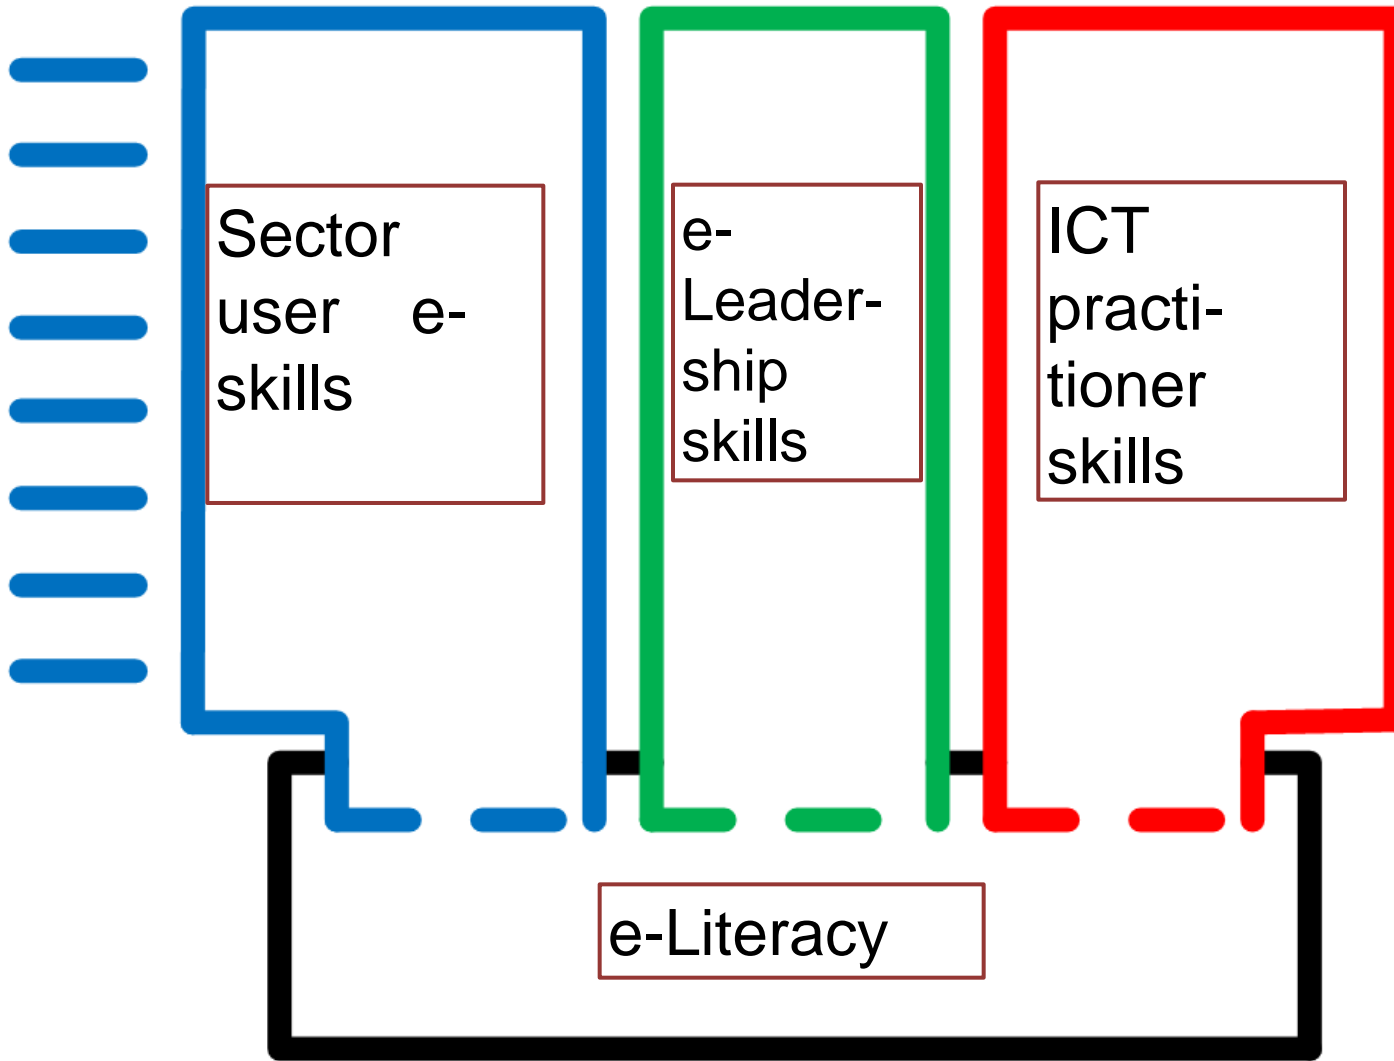 Sector
user e-
skills
e-
Leader-
ship
skills
ICT
practi-
tioner
skills
e-Literacy